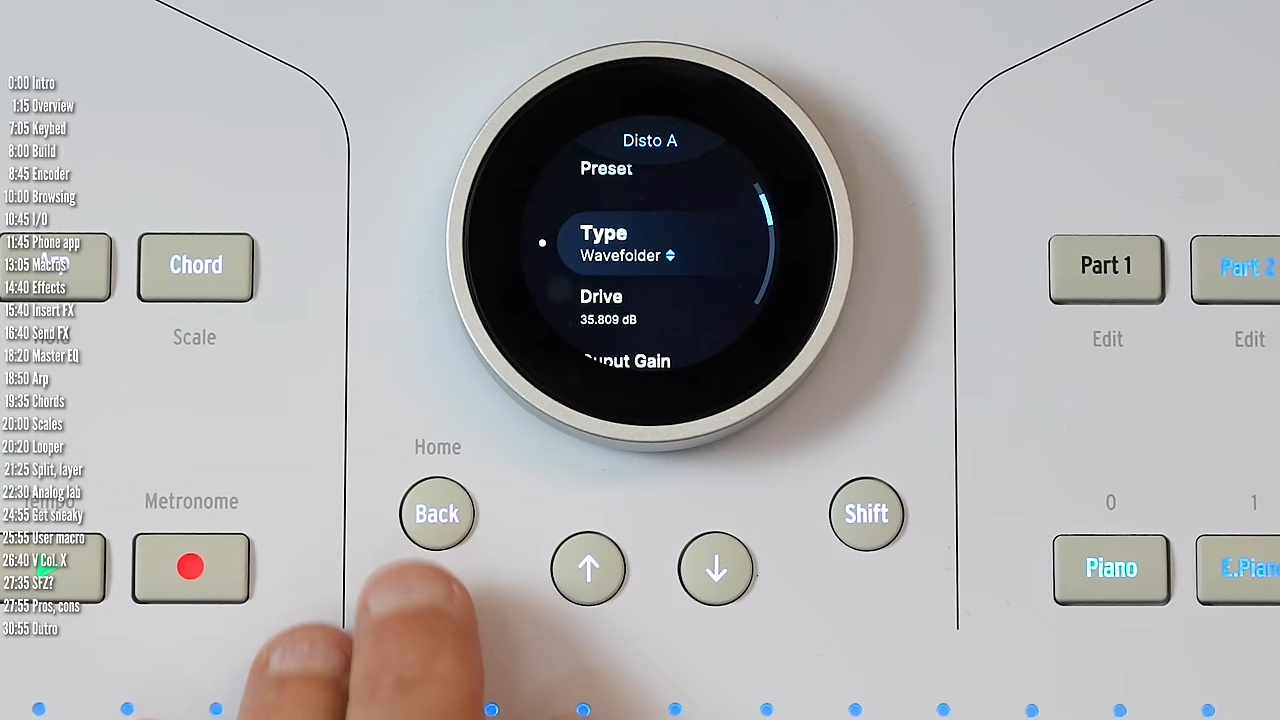 0:00 Intro
1:15 Overview
7:05 Keybed
8:00 Build
8:45 Encoder
10:00 Browsing
10:45 I/O
11:45 Phone app
13:05 Macros
14:40 Effects
15:40 Insert FX
16:40 Send FX
18:20 Master EQ
18:50 Arp
19:35 Chords
20:00 Scales
20:20 Looper
21:25 Split, layer
22:30 Analog lab
24:55 Get sneaky
25:55 User macro
26:40 V Col. X
27:35 SFZ?
27:55 Pros, cons
30:55 Outro
Chord
Scale
Metronome
Disto A
Preset
Type
Wavefolder
Drive
35.809 dB
Home
Back
Shift
Part 1
Part 2
Edit
Edit
0
1
Piano